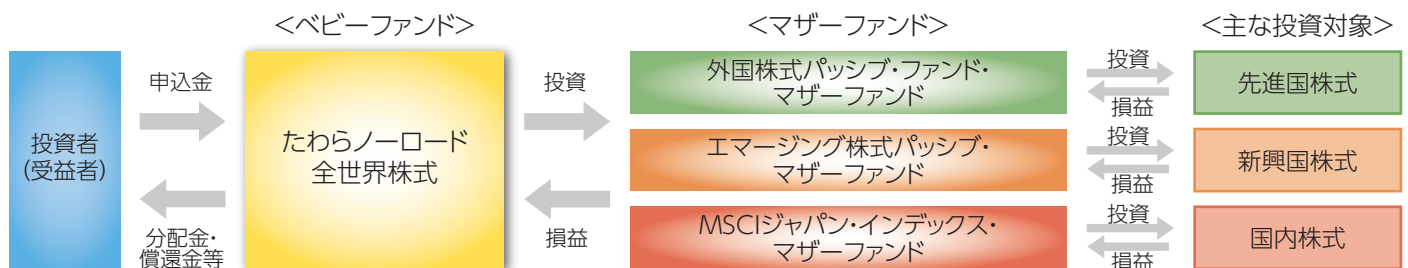 <ベビーファンド>
<マザーファンド>
<主な投資対象>
投資者
(受益者)
申込金
分配金・
償還金等
たわらノーロード
全世界株式
投資
損益
外国株式パッシブ・ファンド・
マザーファンド
投資
損益
先進国株式
エマージング株式パッシブ・
マザーファンド
投資
損益
新興国株式
MSCIジャパン・インデックス・
マザーファンド
投資
損益
国内株式